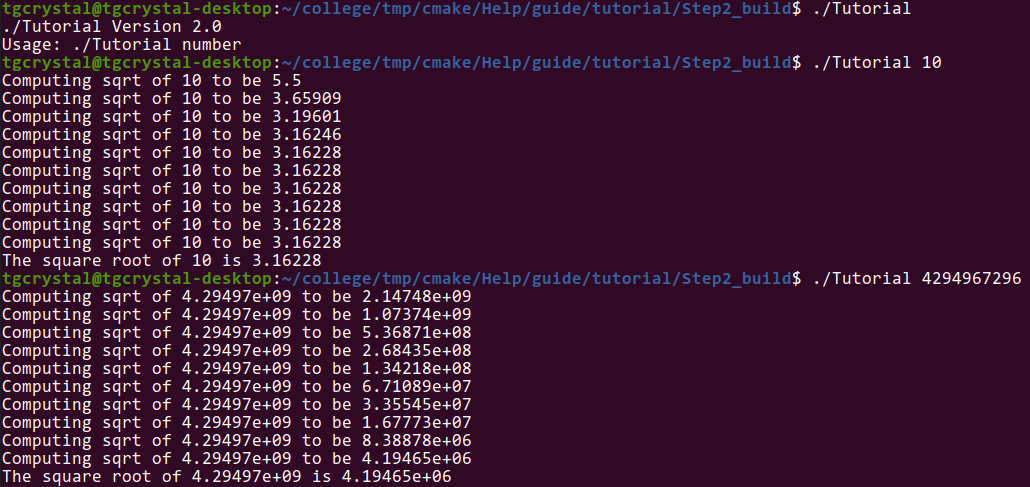 tgcrystal@tgcrystal-desktop:~/college/tmp/cmake/Help/guide/tutorial/Step2_build$ ./Tutorial
./Tutorial Version 2.0
Usage: ./Tutorial number
tgcrystal@tgcrystal-desktop:~/college/tmp/cmake/Help/guide/tutorial/Step2_build$ ./Tutorial 10
Computing sqrt of 10 to be 5.5
Computing sqrt of 10 to be 3.65909
Computing sqrt of 10 to be 3.19601
Computing sqrt of 10 to be 3.16246
Computing sqrt of 10 to be 3.16228
Computing sqrt of 10 to be 3.16228
Computing sqrt of 10 to be 3.16228
Computing sqrt of 10 to be 3.16228
Computing sqrt of 10 to be 3.16228
Computing sqrt of 10 to be 3.16228
The square root of 10 is 3.16228
tgcrystal@tgcrystal-desktop:~/college/tmp/cmake/Help/guide/tutorial/Step2_build$ ./Tutorial 4294967296
Computing sqrt of 4.29497e+09 to be 2.14748e+09
Computing sqrt of 4.29497e+09 to be 1.07374e+09
Computing sqrt of 4.29497e+09 to be 5.36871e+08
Computing sqrt of 4.29497e+09 to be 2.68435e+08
Computing sqrt of 4.29497e+09 to be 1.34218e+08
Computing sqrt of 4.29497e+09 to be 6.71089e+07
Computing sqrt of 4.29497e+09 to be 3.35545e+07
Computing sqrt of 4.29497e+09 to be 1.67773e+07
Computing sqrt of 4.29497e+09 to be 8.38878e+06
Computing sqrt of 4.29497e+09 to be 4.19465e+06
The square root of 4.29497e+09 is 4.19465e+06